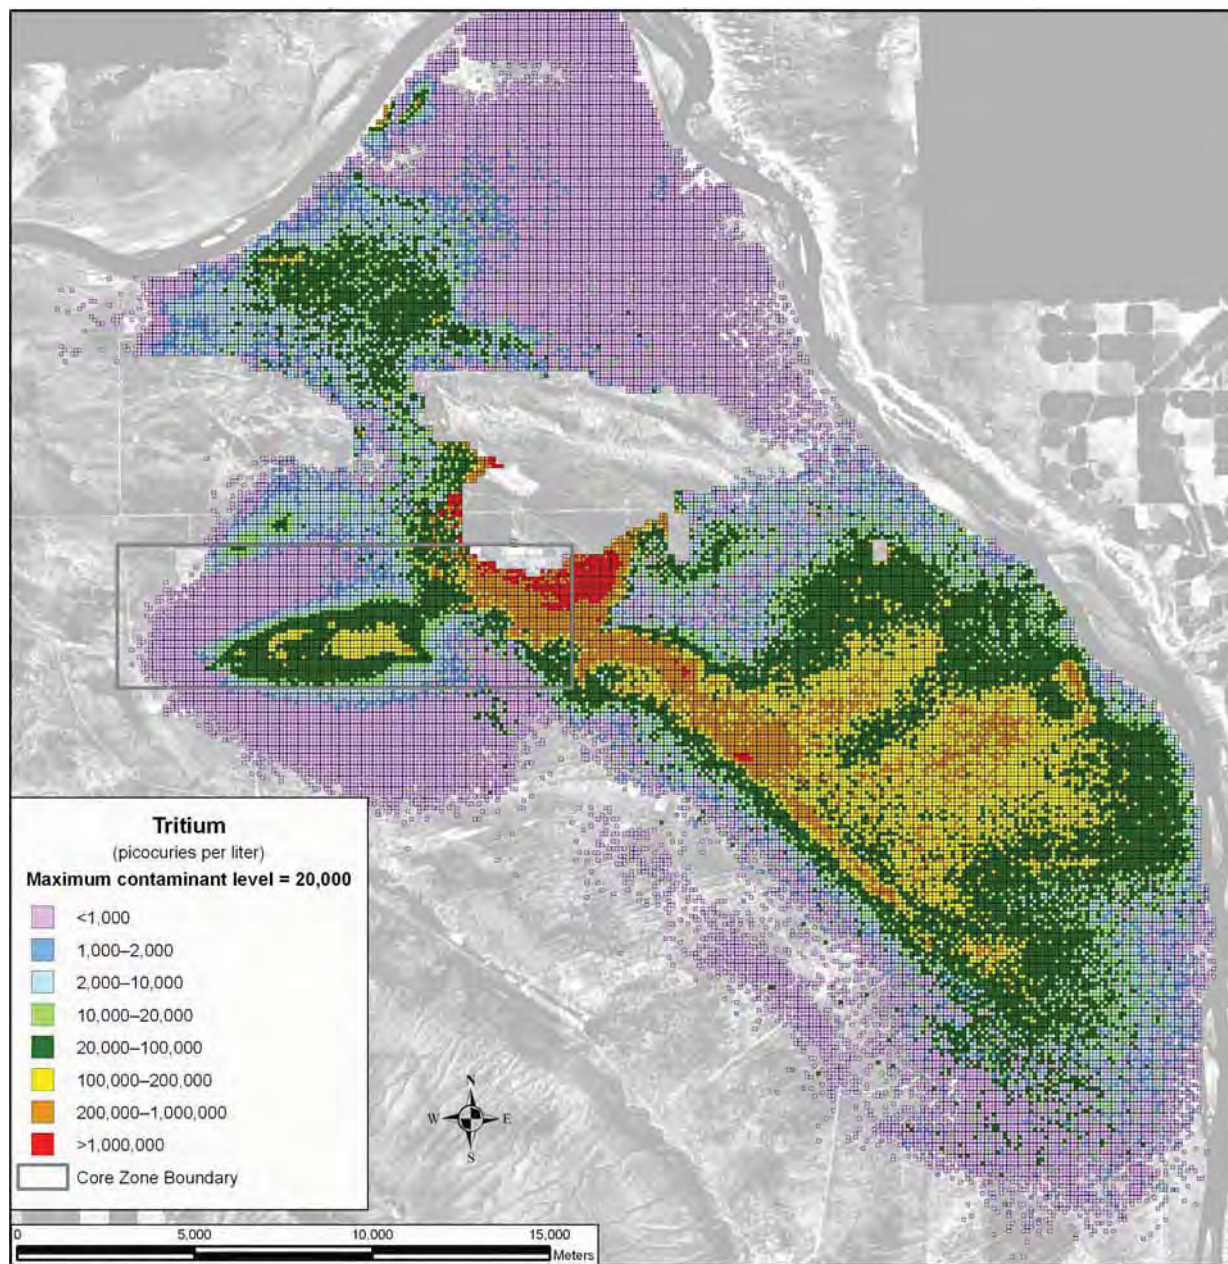 Tritium
(picocuries per liter)
Maximum contaminant level = 20,000
<1,000
1,000–2,000
2,000–10,000
10,000–20,000
20,000–100,000
100,000–200,000
200,000–1,000,000
>1,000,000
Core Zone Boundary
N
W E
S
0 5,000 10,000 15,000
Meters